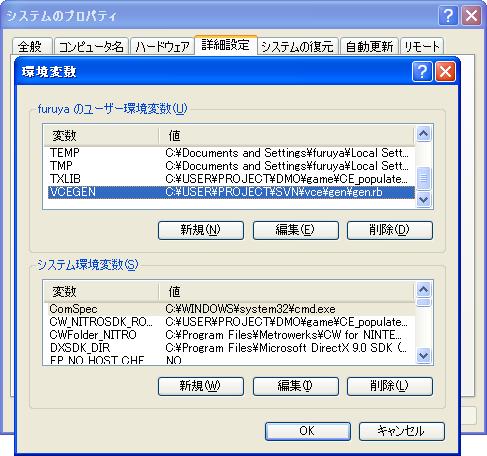 システムのプロパティ
全般 コンピュータ名 ハードウェア 詳細設定 システムの復元 自動更新 リモート
環境変数
furuya のユーザー環境変数(U)
変数 値
TEMP C:¥Documents and Settings¥furuya¥Local Sett...
TMP C:¥Documents and Settings¥furuya¥Local Sett...
TXLIB C:¥USER¥PROJECT¥DMO¥game¥CE_populate...
VCEGEN C:¥USER¥PROJECT¥SVN¥vce¥gen¥gen.rb
新規(N) 編集(E) 削除(D)
システム環境変数(S)
変数 値
ComSpec C:¥WINDOWS¥system32¥cmd.exe
CW_NITROSDK_RO... C:¥USER¥PROJECT¥DMO¥game¥CE_populate...
CWFolder_NITRO C:¥Program Files¥Metrowerks¥CW for NINTE...
DXSDK_DIR C:¥Program Files¥Microsoft DirectX 9.0 SDK (...
FP_NO_HOST_CHE... NO
新規(W) 編集(I) 削除(L)
OK キャンセル